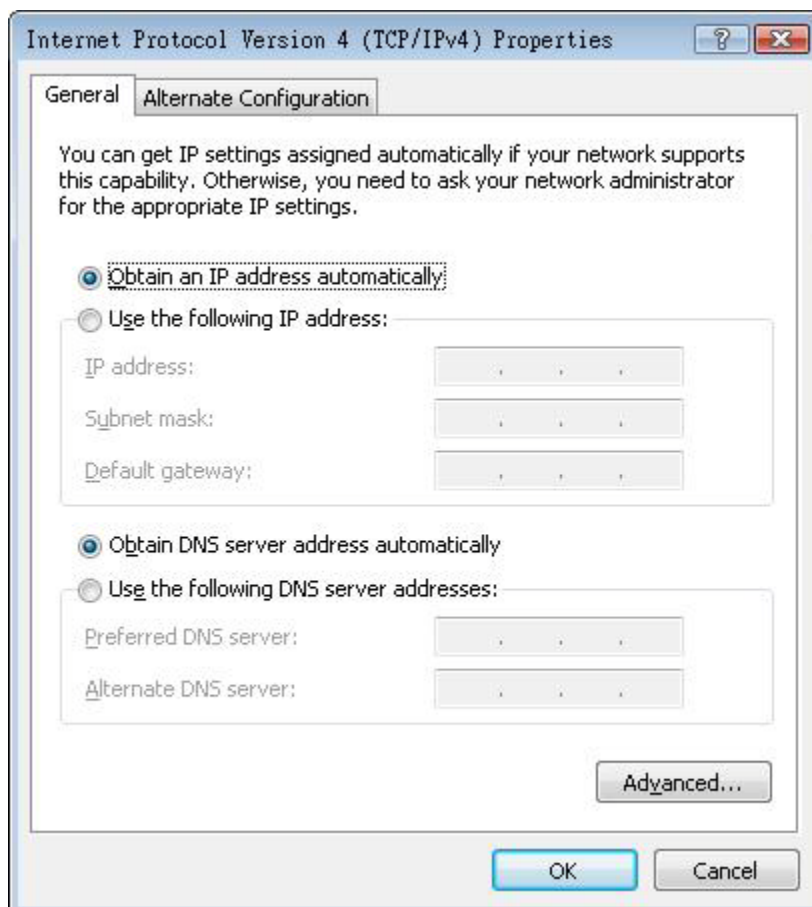 Internet Protocol Version 4 (TCP/IPv4) Properties
General
Alternate Configuration
You can get IP settings assigned automatically if your network supports
this capability. Otherwise, you need to ask your network administrator
for the appropriate IP settings.
Obtain an IP address automatically
Use the following IP address:
IP address:
Subnet mask:
Default gateway:
Obtain DNS server address automatically
Use the following DNS server addresses:
Preferred DNS server:
Alternate DNS server:
Advanced...
OK
Cancel